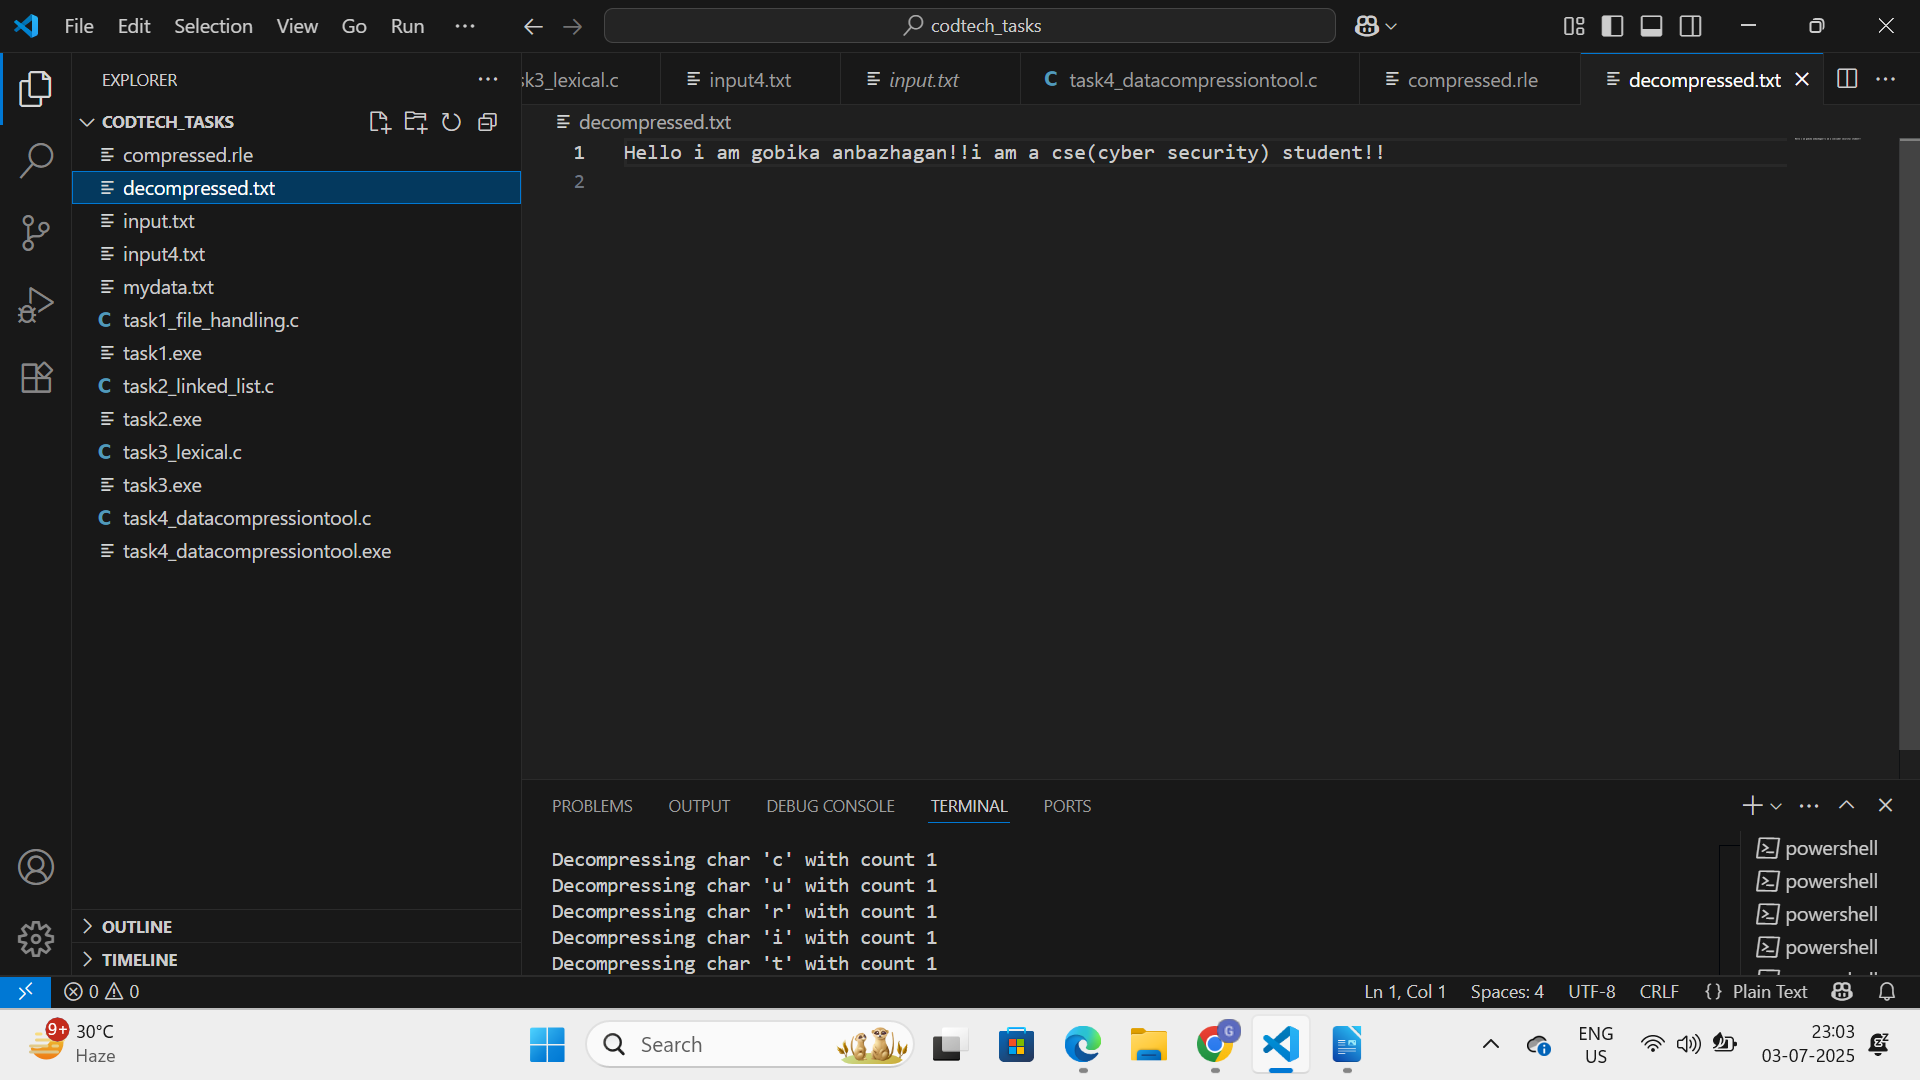 File Edit Selection View Go Run ... codtech_tasks
EXPLORER
sk3_lexical.c input4.txt input.txt C task4_datacompressiontool.c compressed.rle decompressed.txt
CODTECH_TASKS
decompressed.txt
compressed.rle
decompressed.txt
input.txt
input4.txt
mydata.txt
C task1_file_handling.c
task1.exe
C task2_linked_list.c
task2.exe
C task3_lexical.c
task3.exe
C task4_datacompressiontool.c
task4_datacompressiontool.exe
1 Hello i am gobika anbazhagan!!i am a cse(cyber security) student!!
2
PROBLEMS OUTPUT DEBUG CONSOLE TERMINAL PORTS
Decompressing char 'c' with count 1
Decompressing char 'u' with count 1
Decompressing char 'r' with count 1
Decompressing char 'i' with count 1
Decompressing char 't' with count 1
powershell
powershell
powershell
powershell
OUTLINE
TIMELINE
0 0 Ln 1, Col 1 Spaces: 4 UTF-8 CRLF {} Plain Text
9+ 30°C
Haze
Search
G
ENG
US
23:03
03-07-2025